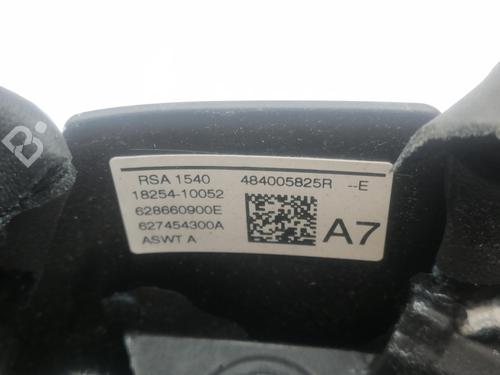 RSA 1540 484005825R --E
18254-10052
628660900E
627454300A
ASWT A
A7